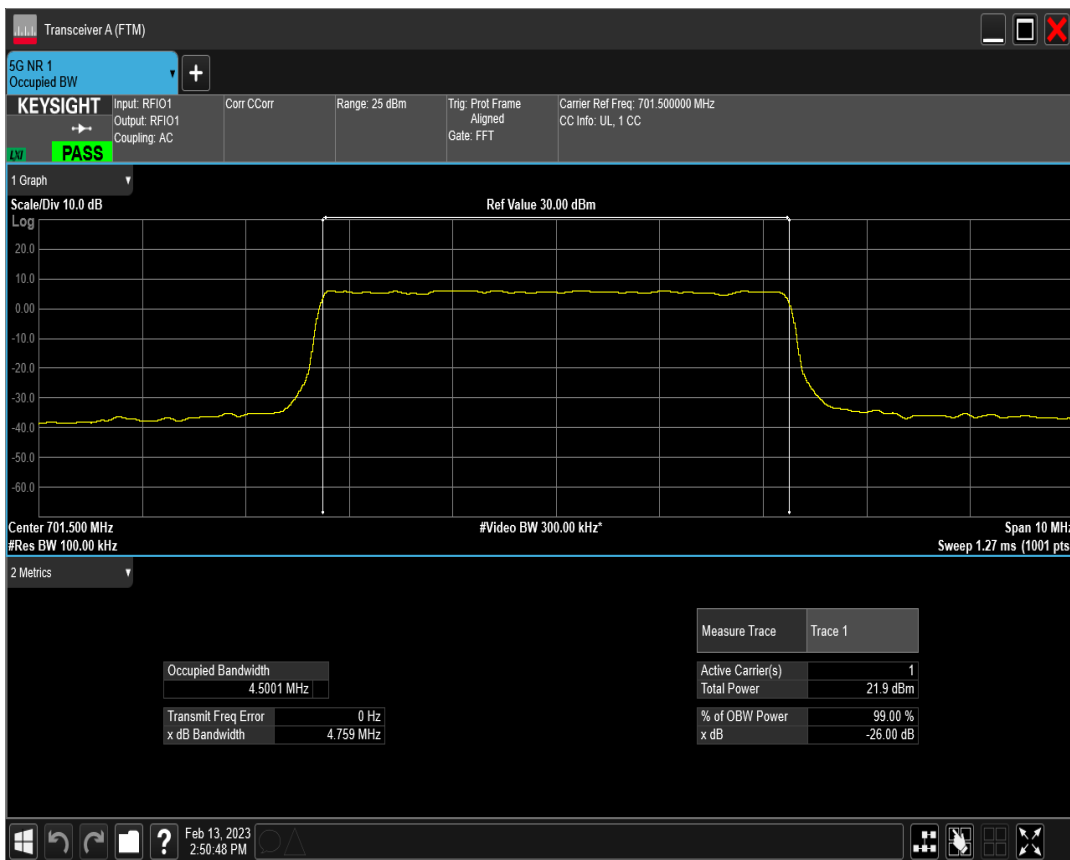 Transceiver A (FTM)
5G NR 1
Occupied BW
+
KEYSIGHT
LXI
PASS
Input: RFIO1
Output: RFIO1
Coupling: AC
Corr CCorr
Range: 25 dBm
Trig: Prot Frame
Aligned
Gate: FFT
Carrier Ref Freq: 701.500000 MHz
CC Info: UL, 1 CC
1 Graph
Scale/Div 10.0 dB
Ref Value 30.00 dBm
Log
20.0
10.0
0.00
-10.0
-20.0
-30.0
-40.0
-50.0
-60.0
Center 701.500 MHz
#Video BW 300.00 kHz*
Span 10 MHz
#Res BW 100.00 kHz
Sweep 1.27 ms (1001 pts
2 Metrics
Measure Trace Trace 1
Occupied Bandwidth
4.5001 MHz
Active Carrier(s) 1
Total Power 21.9 dBm
Transmit Freq Error 0 Hz
x dB Bandwidth 4.759 MHz
% of OBW Power 99.00 %
x dB -26.00 dB
?
Feb 13, 2023
2:50:48 PM